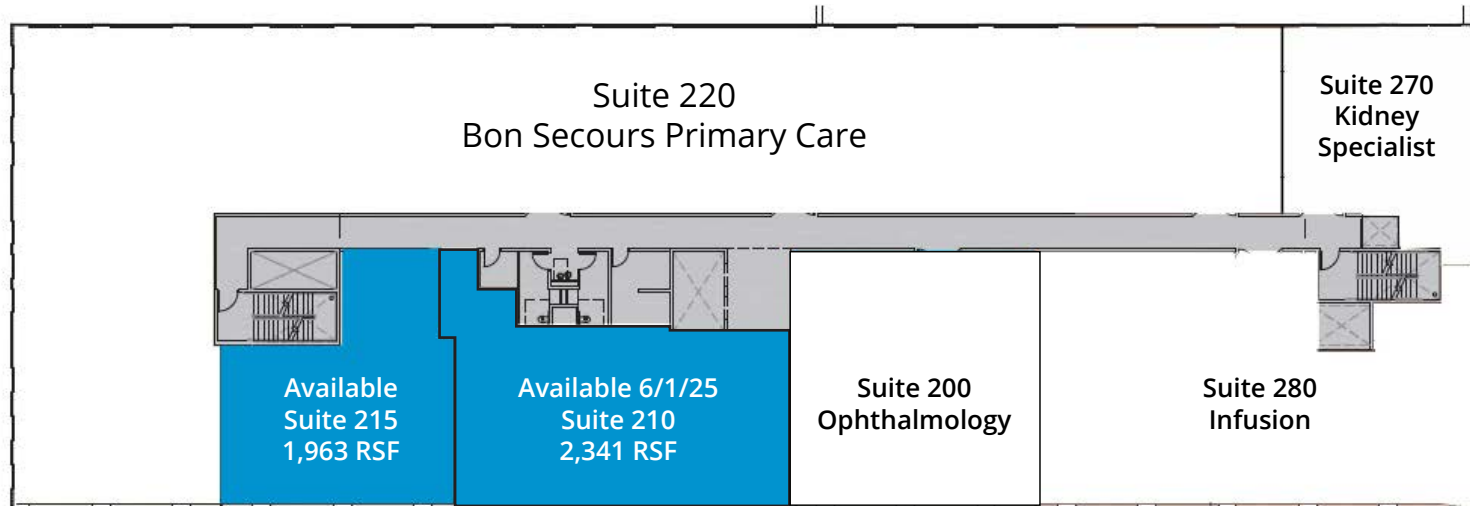 Suite 220
Bon Secours Primary Care
Suite 270
Kidney
Specialist
Available
Suite 215
1,963 RSF
Available 6/1/25
Suite 210
2,341 RSF
Suite 200
Ophthalmology
Suite 280
Infusion